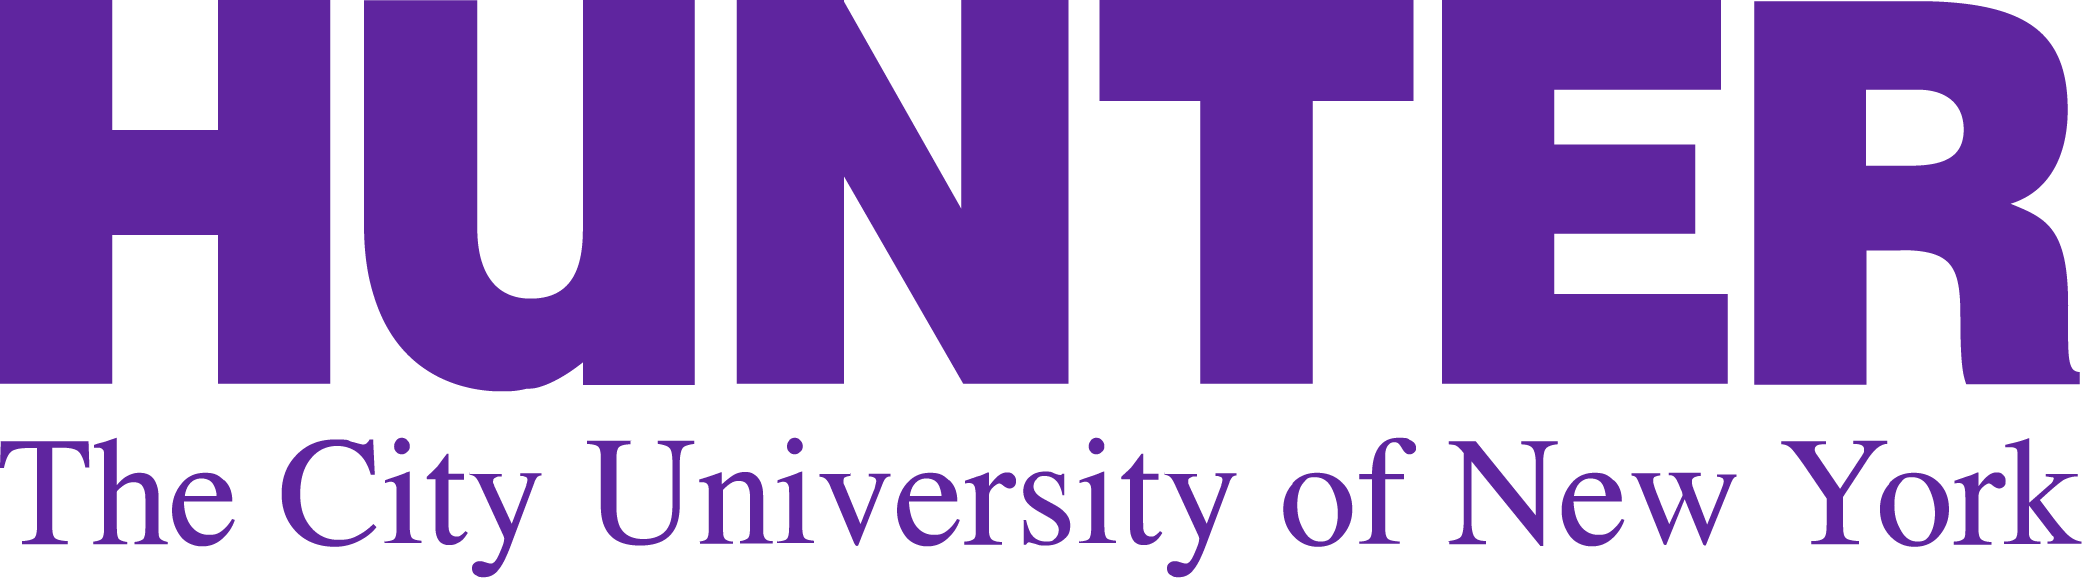 HUNTER
The City University of New York